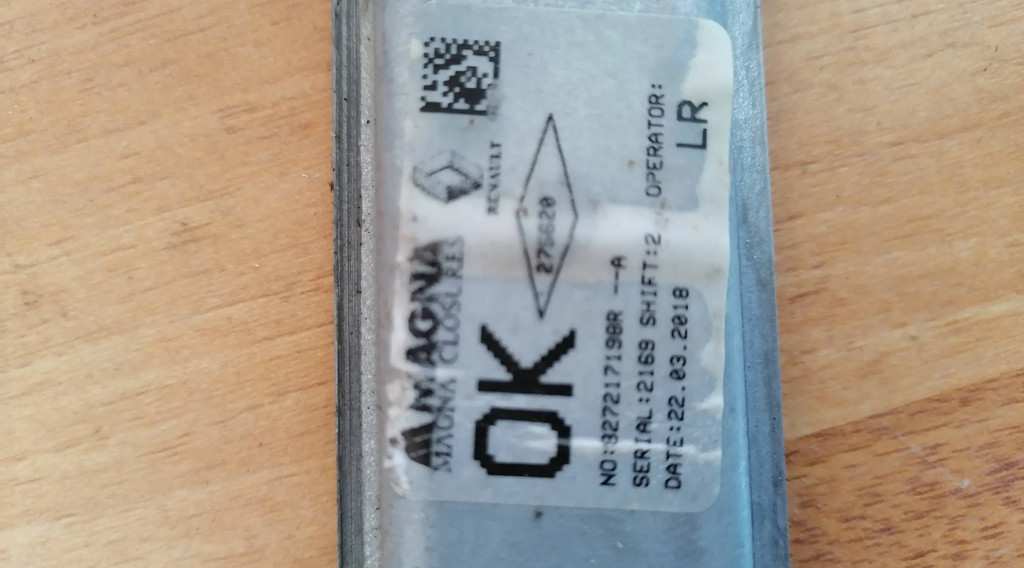 MAGNA
MAGNA CLOSURES
RENAULT
OK
275620
NO:827217198R --A
SERIAL:2169 SHIFT:2 OPERATOR:
DATE:22.03.2018
LR